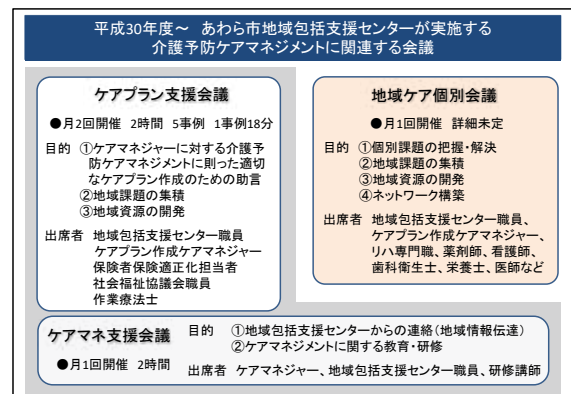 平成30年度～ あわら市地域包括支援センターが実施する
介護予防ケアマネジメントに関連する会議
ケアプラン支援会議
●月2回開催 2時間 5事例 1事例18分
目的 ①ケアマネジャーに対する介護予
防ケアマネジメントに則った適切
なケアプラン作成のための助言
②地域課題の集積
③地域資源の開発
出席者 地域包括支援センター職員
ケアプラン作成ケアマネジャー
保険者保険適正化担当者
社会福祉協議会職員
作業療法士
地域ケア個別会議
●月1回開催 詳細未定
目的 ①個別課題の把握・解決
②地域課題の集積
③地域資源の開発
④ネットワーク構築
出席者 地域包括支援センター職員、
ケアプラン作成ケアマネジャー、
リハ専門職、薬剤師、看護師、
歯科衛生士、栄養士、医師など
ケアマネ支援会議
●月1回開催 2時間
目的 ①地域包括支援センターからの連絡(地域情報伝達)
②ケアマネジメントに関する教育・研修
出席者 ケアマネジャー、地域包括支援センター職員、研修講師